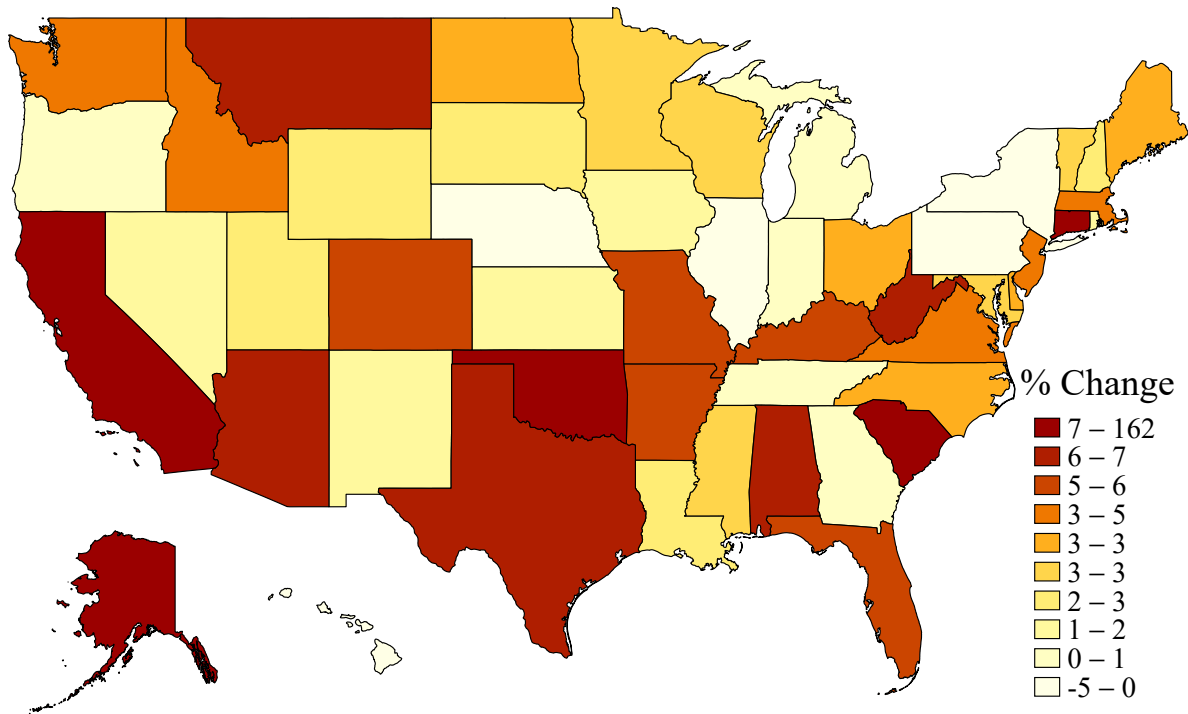 % Change
7 – 162
6 – 7
5 – 6
3 – 5
3 – 3
3 – 3
2 – 3
1 – 2
0 – 1
-5 – 0